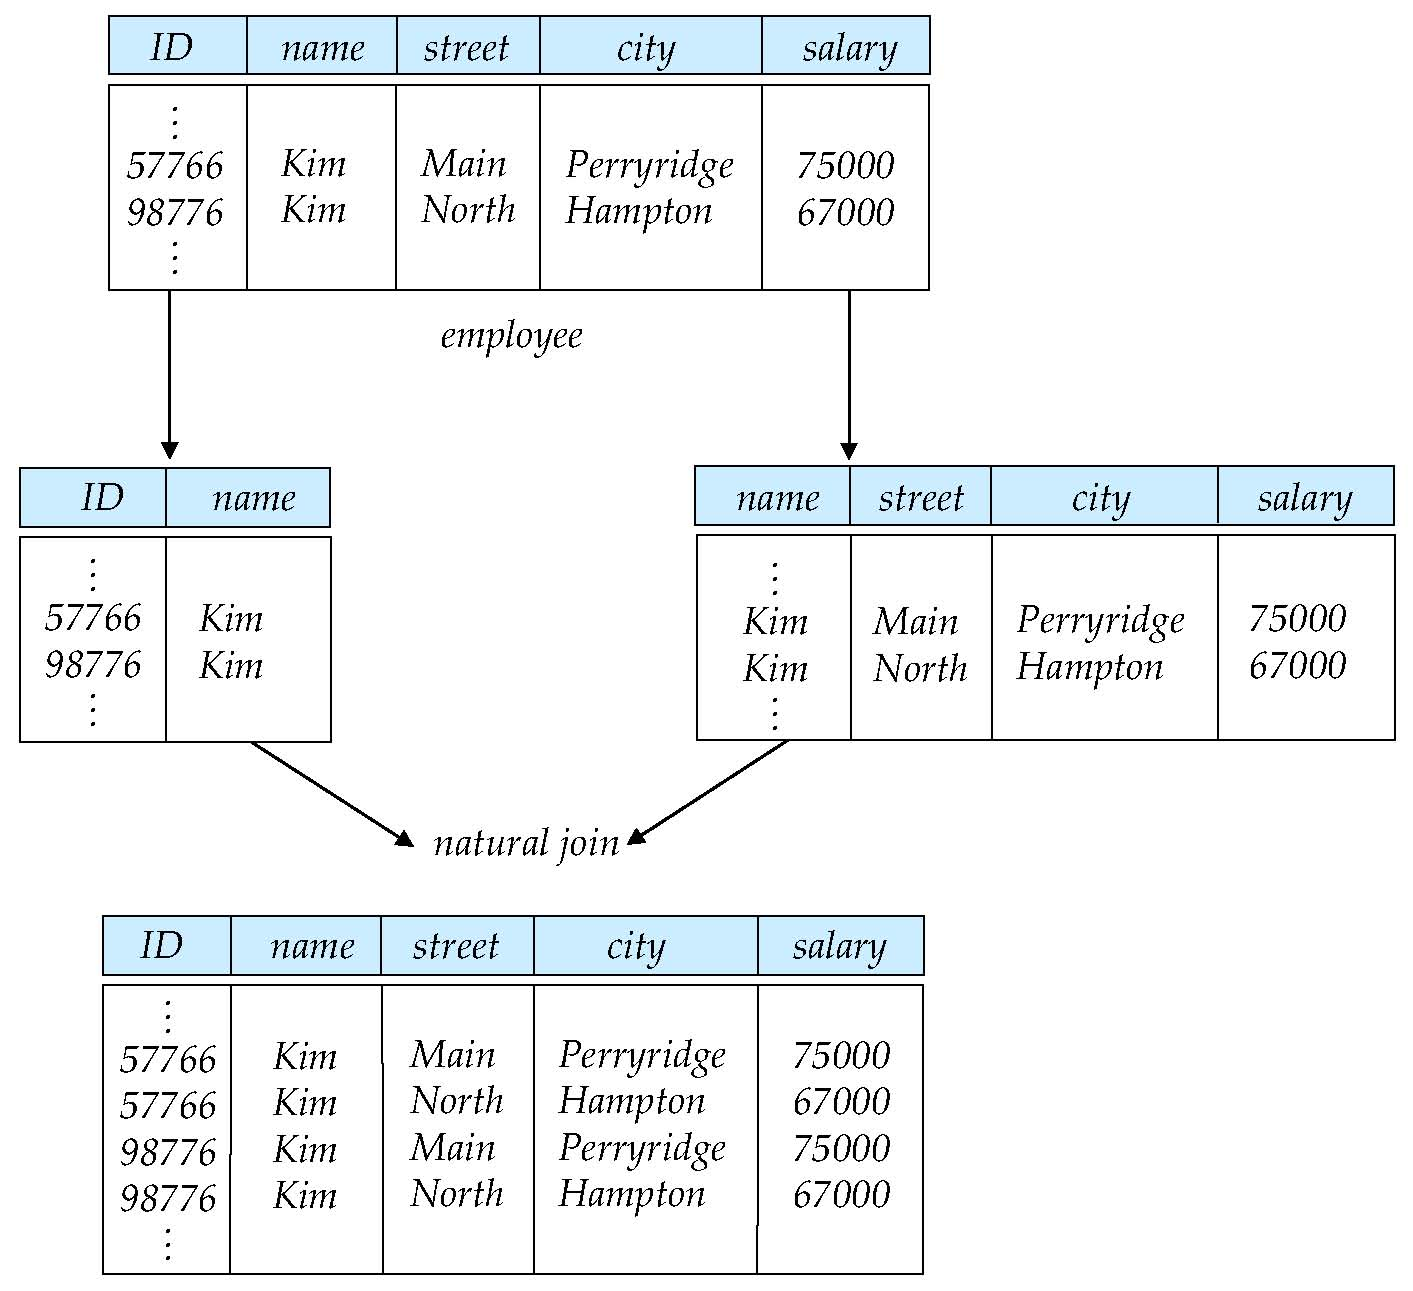 ID name street city salary
⋮
57766 Kim Main Perryridge 75000
98776 Kim North Hampton 67000
⋮
employee
ID name
⋮
57766 Kim
98776 Kim
⋮
name street city salary
⋮
Kim Main Perryridge 75000
Kim North Hampton 67000
⋮
natural join
ID name street city salary
⋮
57766 Kim Main Perryridge 75000
57766 Kim North Hampton 67000
98776 Kim Main Perryridge 75000
98776 Kim North Hampton 67000
⋮